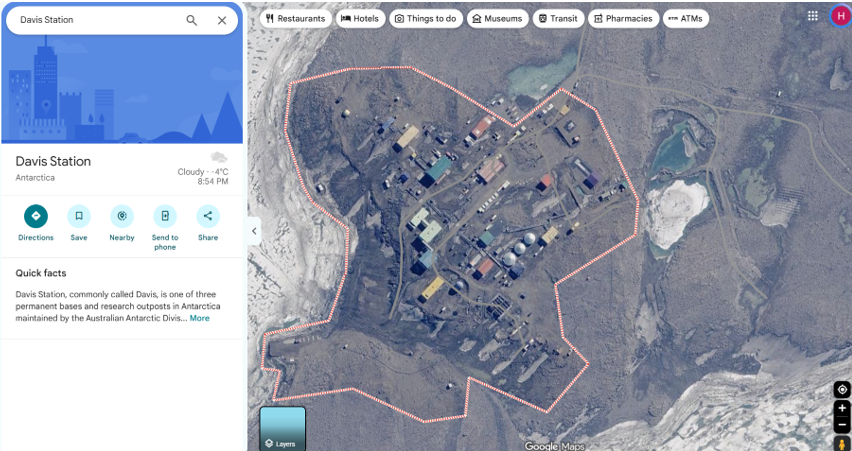 Davis Station
Restaurants
Hotels
Things to do
Museums
Transit
Pharmacies
ATMs
H
Davis Station
Antarctica
Cloudy · -4°C
8:54 PM
Directions
Save
Nearby
Send to
phone
Share
Quick facts
Davis Station, commonly called Davis, is one of three
permanent bases and research outposts in Antarctica
maintained by the Australian Antarctic Divis... More
Layers
Google Maps